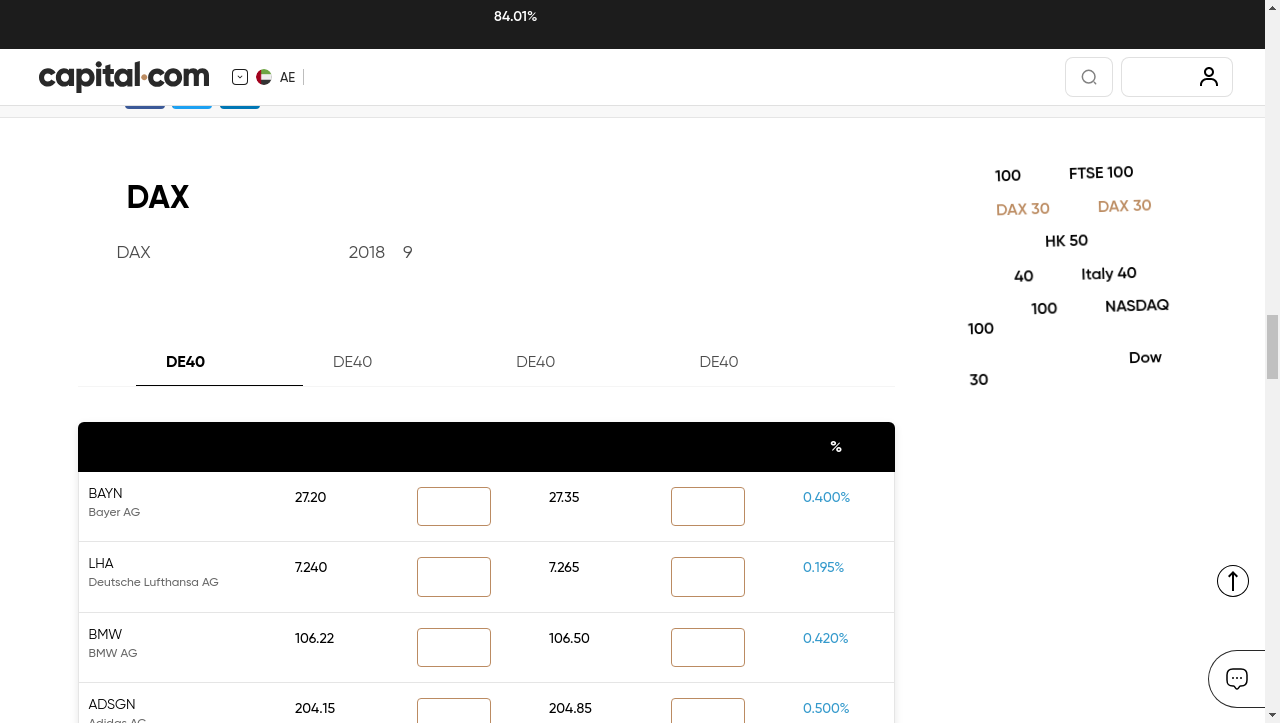 84.01%
capital.com
AE
DAX
DAX 2018 9
100 FTSE 100
DAX 30 DAX 30
HK 50
40 Italy 40
100 NASDAQ
100
Dow
30
DE40 DE40 DE40 DE40
%
BAYN 27.20 27.35 0.400%
Bayer AG
LHA 7.240 7.265 0.195%
Deutsche Lufthansa AG
BMW 106.22 106.50 0.420%
BMW AG
ADSGN 204.15 204.85 0.500%
Adidas AG